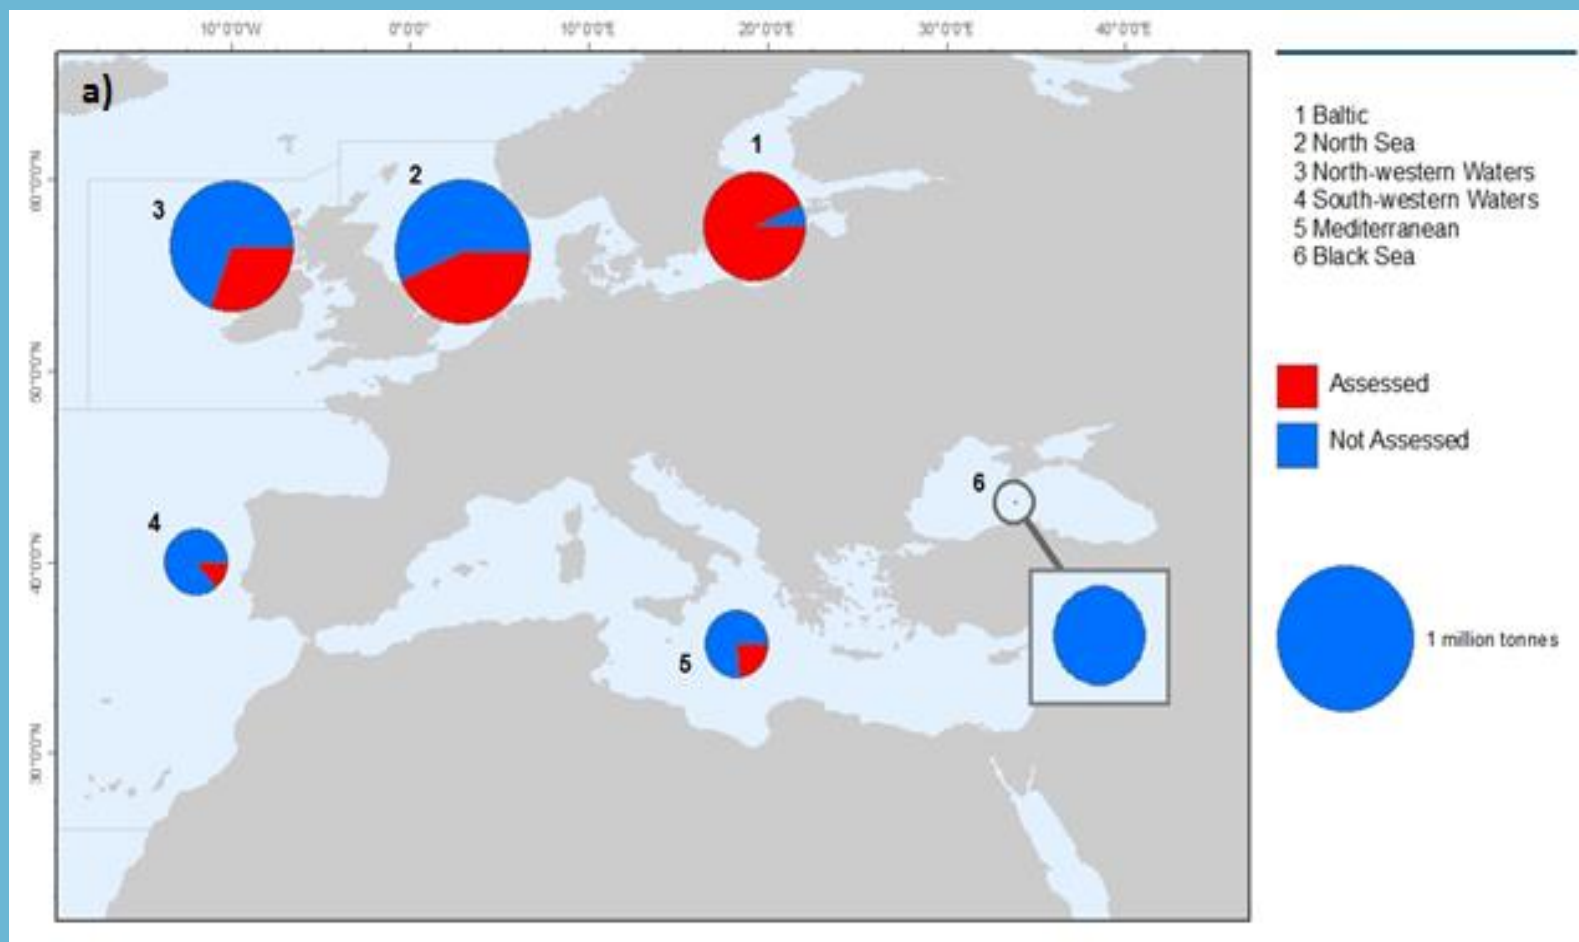 10°0'0"W 0°0'0" 10°0'0"E 20°0'0"E 30°0'0"E 40°0'0"E
a)
1
2
3
4
5
6
60°0'0"N
50°0'0"N
40°0'0"N
30°0'0"N
1 Baltic
2 North Sea
3 North-western Waters
4 South-western Waters
5 Mediterranean
6 Black Sea
Assessed
Not Assessed
1 million tonnes